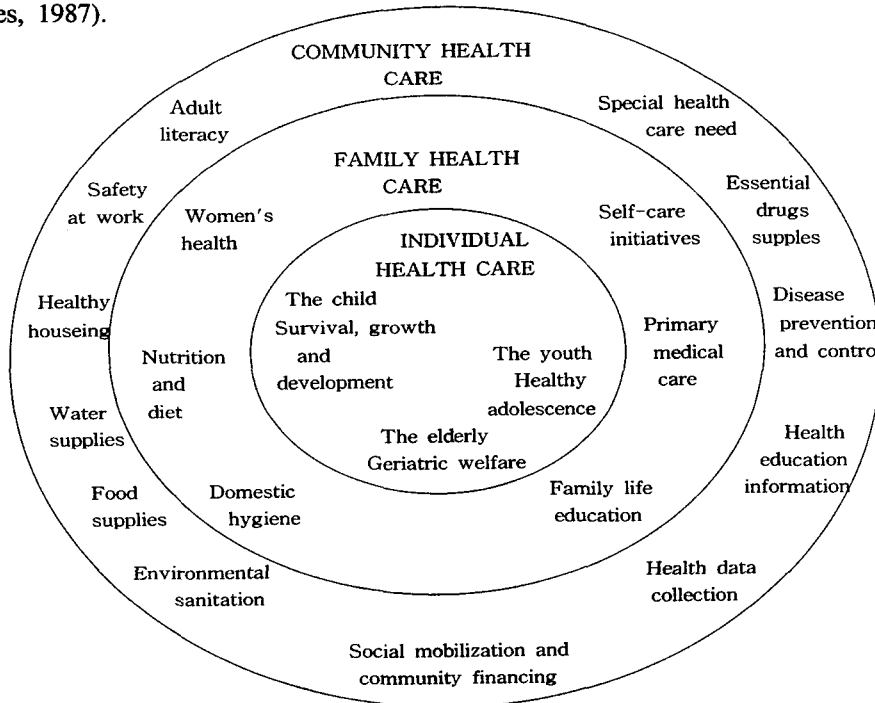 es, 1987).
COMMUNITY HEALTH
CARE
Adult
literacy
Special health
care need
FAMILY HEALTH
CARE
Safety
at work
Essential
drugs
supples
Women's
health
Self-care
initiatives
INDIVIDUAL
HEALTH CARE
The child
Survival, growth
and
development
Healthy
houseing
Disease
prevention
and contro
Primary
medical
care
Nutrition
and
diet
The youth
Healthy
adolescence
Water
supplies
The elderly
Geriatric welfare
Health
education
information
Food
supplies
Domestic
hygiene
Family life
education
Environmental
sanitation
Health data
collection
Social mobilization and
community financing